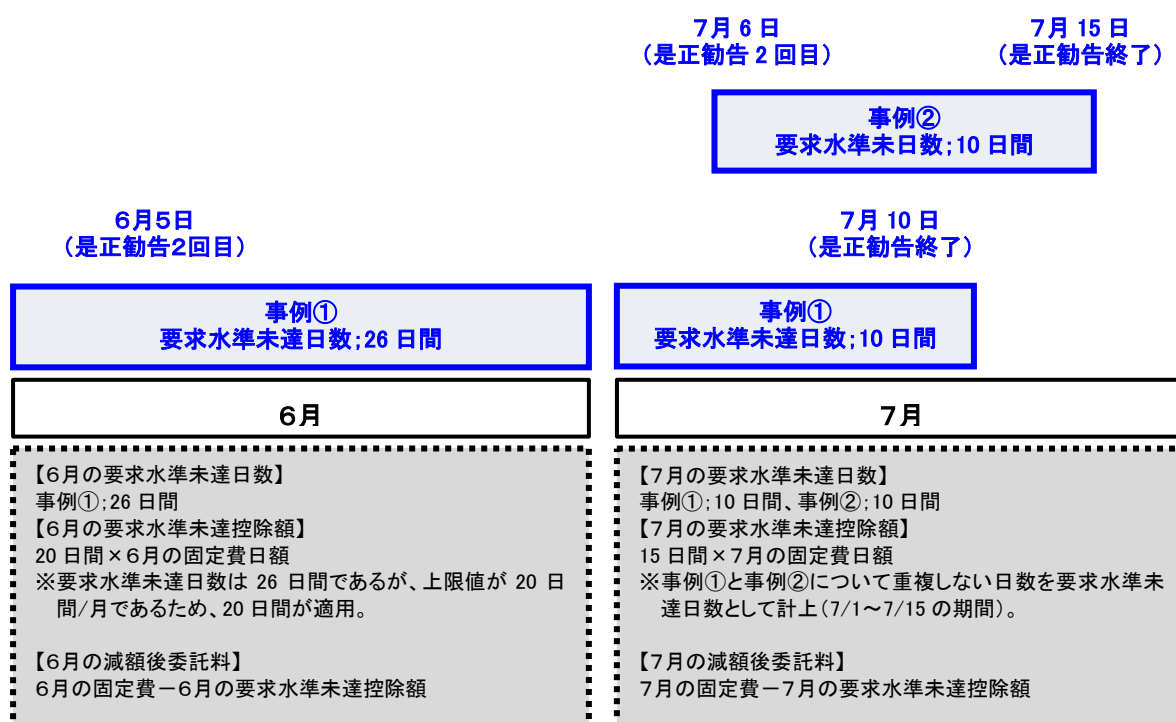 7月 6 日
(是正勧告 2 回目)
7月 15 日
(是正勧告終了)
事例②
要求水準未日数;10 日間
6月5日
(是正勧告2回目)
7月 10 日
(是正勧告終了)
事例①
要求水準未達日数;26 日間
事例①
要求水準未達日数;10 日間
6月
7月
【6月の要求水準未達日数】
事例①;26 日間
【6月の要求水準未達控除額】
20 日間×6月の固定費日額
※要求水準未達日数は 26 日間であるが、上限値が 20 日
間/月であるため、20 日間が適用。
【6月の減額後委託料】
6月の固定費-6月の要求水準未達控除額
【7月の要求水準未達日数】
事例①;10 日間、事例②;10 日間
【7月の要求水準未達控除額】
15 日間×7月の固定費日額
※事例①と事例②について重複しない日数を要求水準未
達日数として計上(7/1~7/15 の期間)。
【7月の減額後委託料】
7月の固定費-7月の要求水準未達控除額